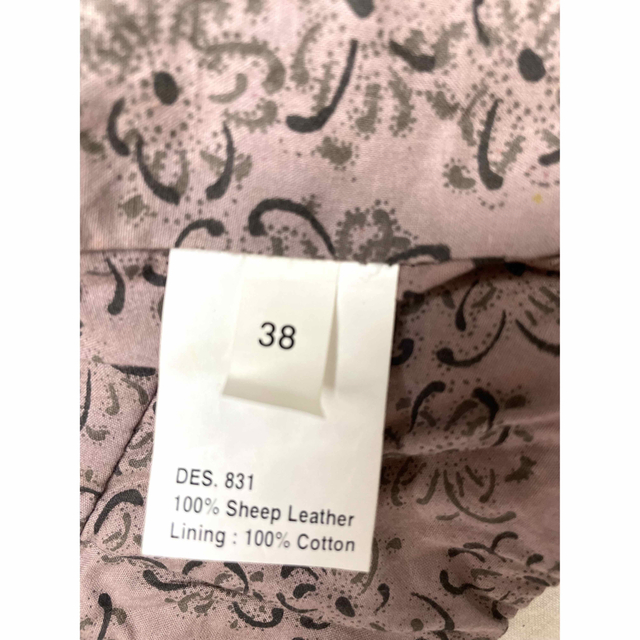 38
DES. 831
100% Sheep Leather
Lining : 100% Cotton